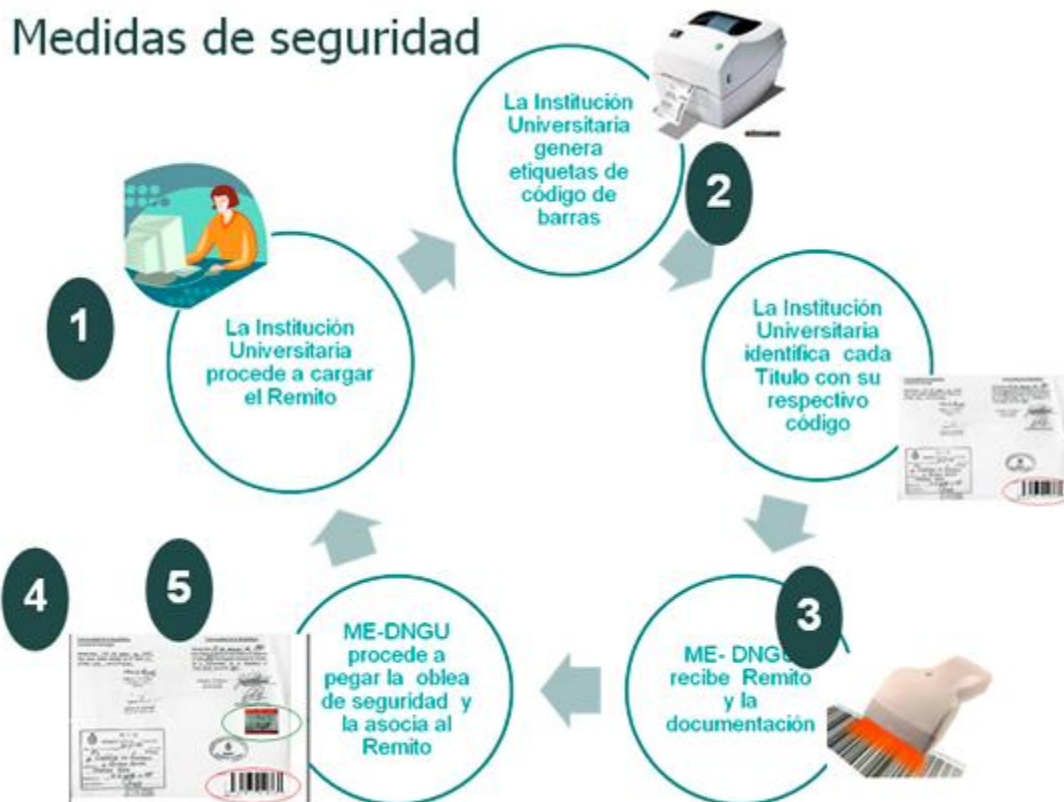 Medidas de seguridad
1
La Institución
Universitaria
procede a cargar
el Remito
La Institución
Universitaria
genera
etiquetas de
código de
barras
2
La Institución
Universitaria
identifica cada
Titulo con su
respectivo
código
3
ME- DNGU
recibe Remito
y la
documentación
4
5
ME-DNGU
procede a
pegar la oblea
de seguridad y
la asocia al
Remito